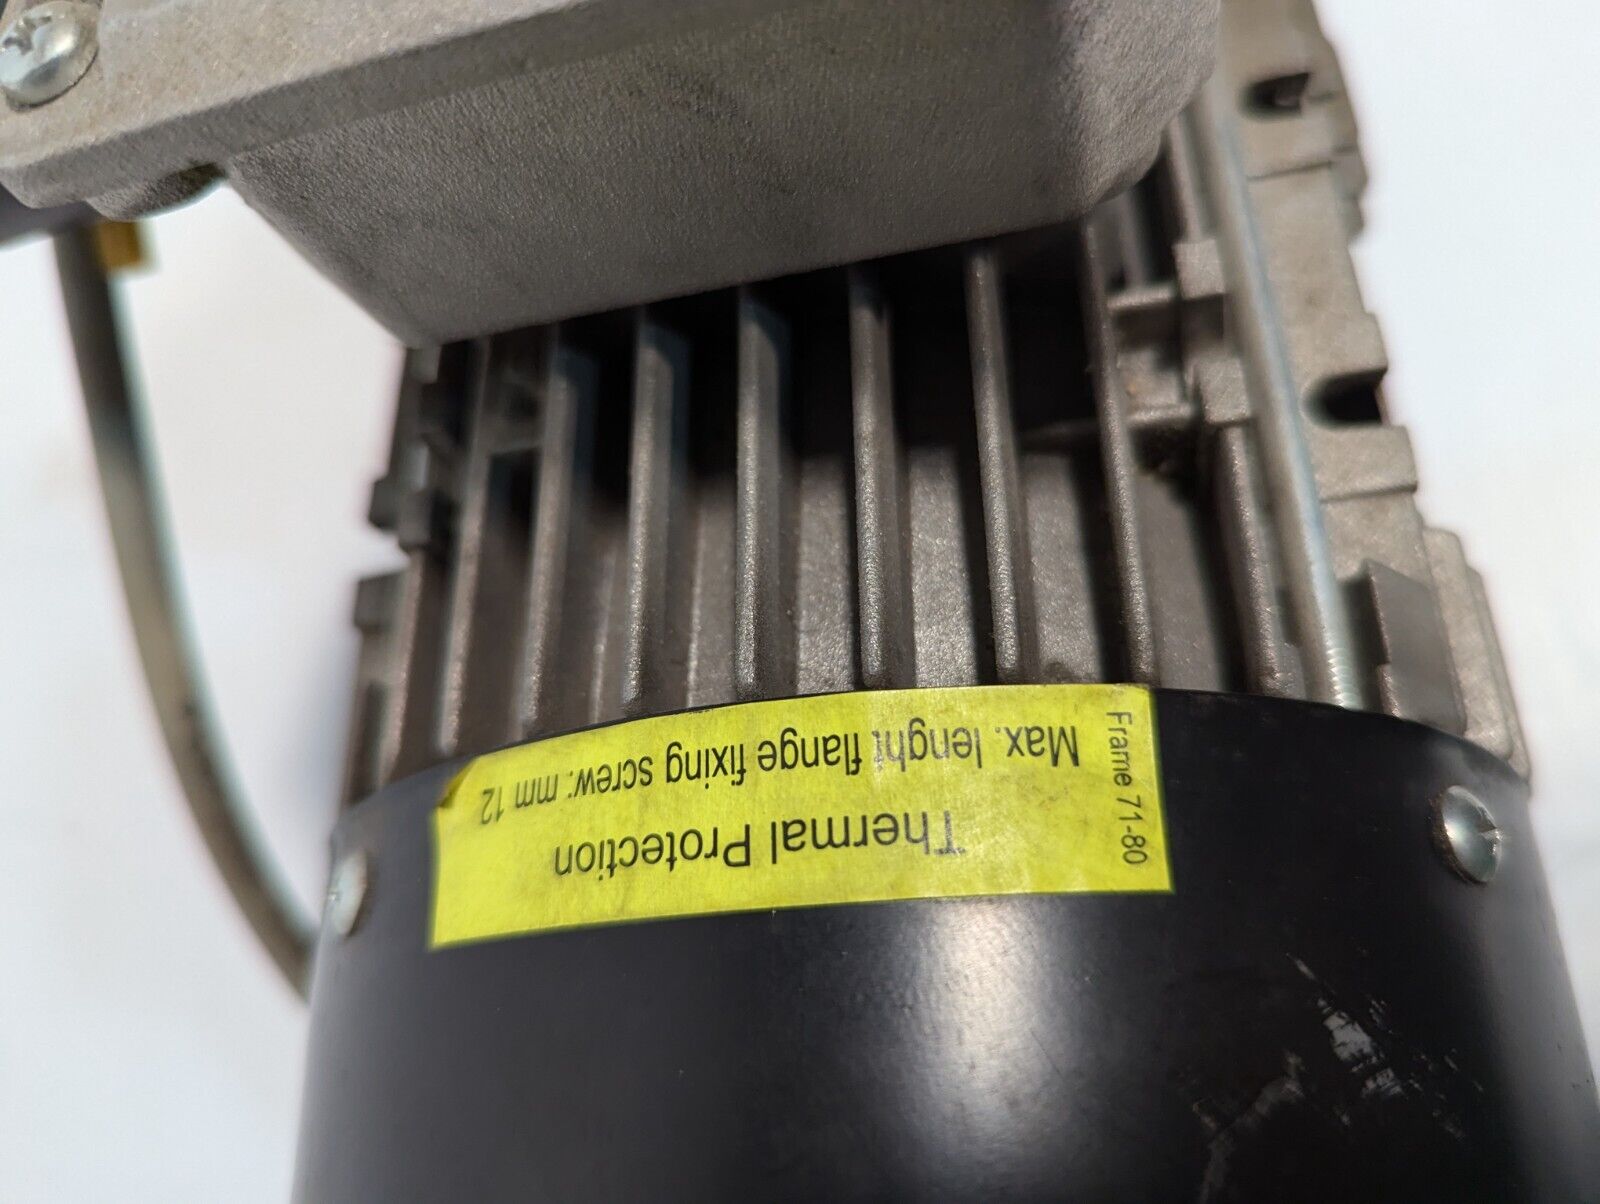 Thermal Protection
Max. lenght flange fixing screw: mm 12
Frame 71-80